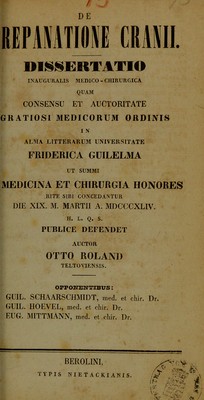 DE
REPANATIONE CRANII.
DISSERTATIO
INAUGURALIS MEDICO-CHIRURGICA
QUAM
CONSENSU ET AUCTORITATE
GRATIOSI MEDICORUM ORDINIS
IN
ALMA LITTERARUM UNIVERSITATE
FRIDERICA GUILELMA
UT SUMMI
MEDICINA ET CHIRURGIA HONORES
RITE SIBI CONCEDANTUR
DIE XIX. M. MARTII A. MDCCCXLIV.
H. L. Q. S.
PUBLICE DEFENDET
AUCTOR
OTTO ROLAND
TELTOVIENSIS.
OPPONENTIBUS:
GUIL. SCHAARSCHMIDT, med. et chir. Dr.
GUIL. HOEVEL, med. et chir. Dr.
EUG. MITTMANN, med. et chir. Dr.
BEROLINI,
TYPIS NIETACKIANIS.